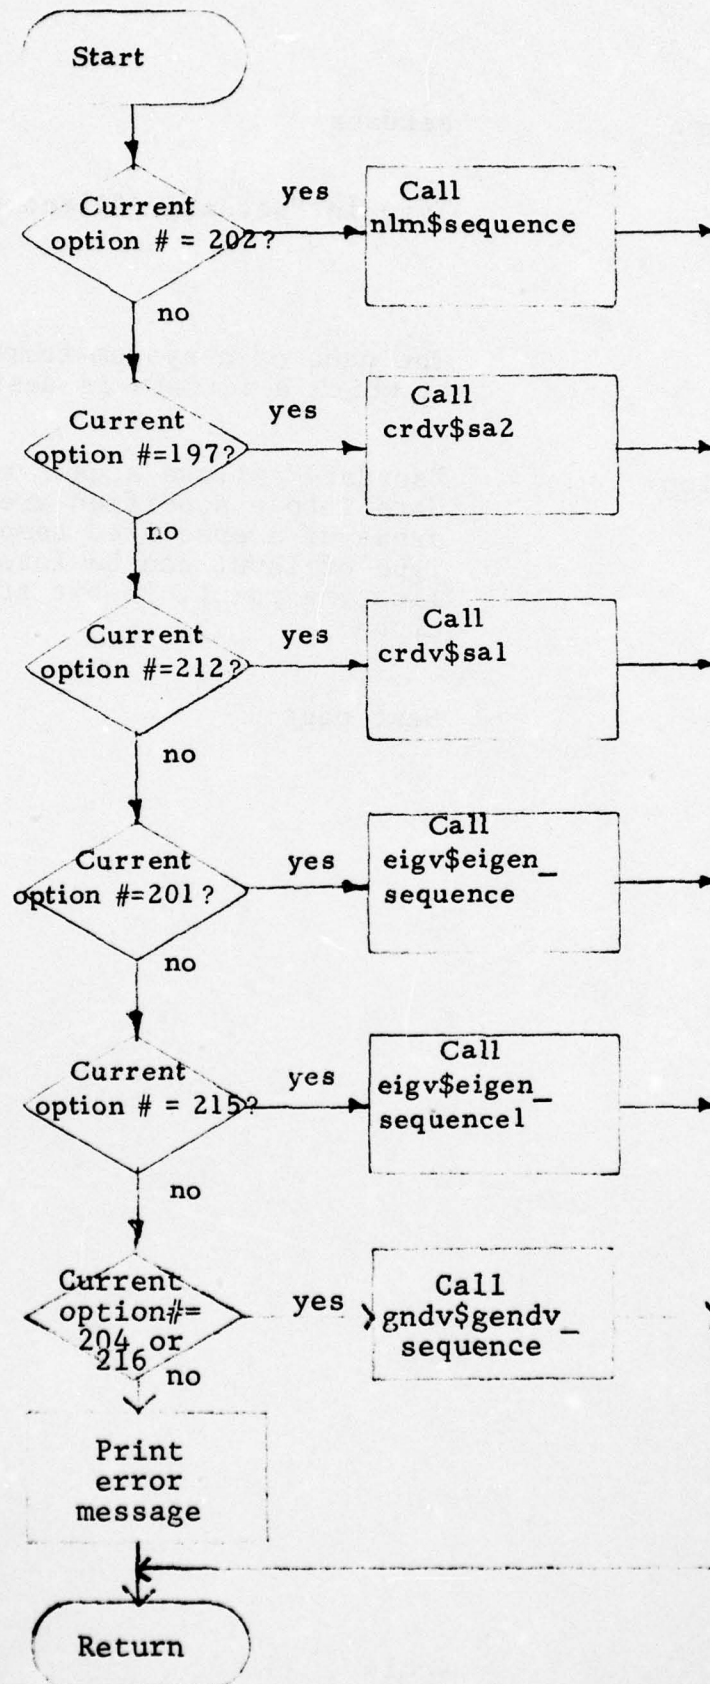 Start
Current
option # = 202?
yes
Call
nlm$sequence
no
Current
option #=197?
yes
Call
crdv$sa2
no
Current
option #=212?
yes
Call
crdv$sa1
no
Current
option #=201?
yes
Call
eigv$eigen_
sequence
no
Current
option # = 215?
yes
Call
eigv$eigen_
sequence1
no
Current
option#=
204 or
216
yes
Call
gndv$gendv_
sequence
no
Print
error
message
Return